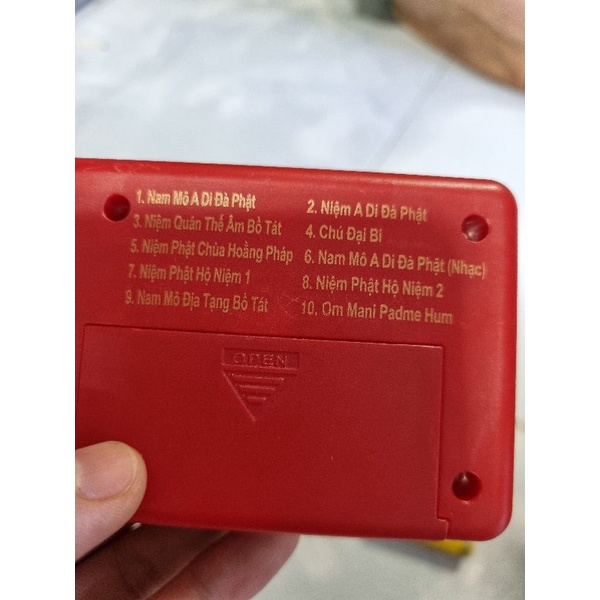 1. Nam Mô A Di Đà Phật
2. Niệm A Di Đà Phật
3. Niệm Quán Thế Âm Bồ Tát
4. Chú Đại Bi
5. Niệm Phật Chùa Hoằng Pháp
6. Nam Mô A Di Đà Phật (Nhạc)
7. Niệm Phật Hộ Niệm 1
8. Niệm Phật Hộ Niệm 2
9. Nam Mô Địa Tạng Bồ Tát
10. Om Mani Padme Hum
OPEN